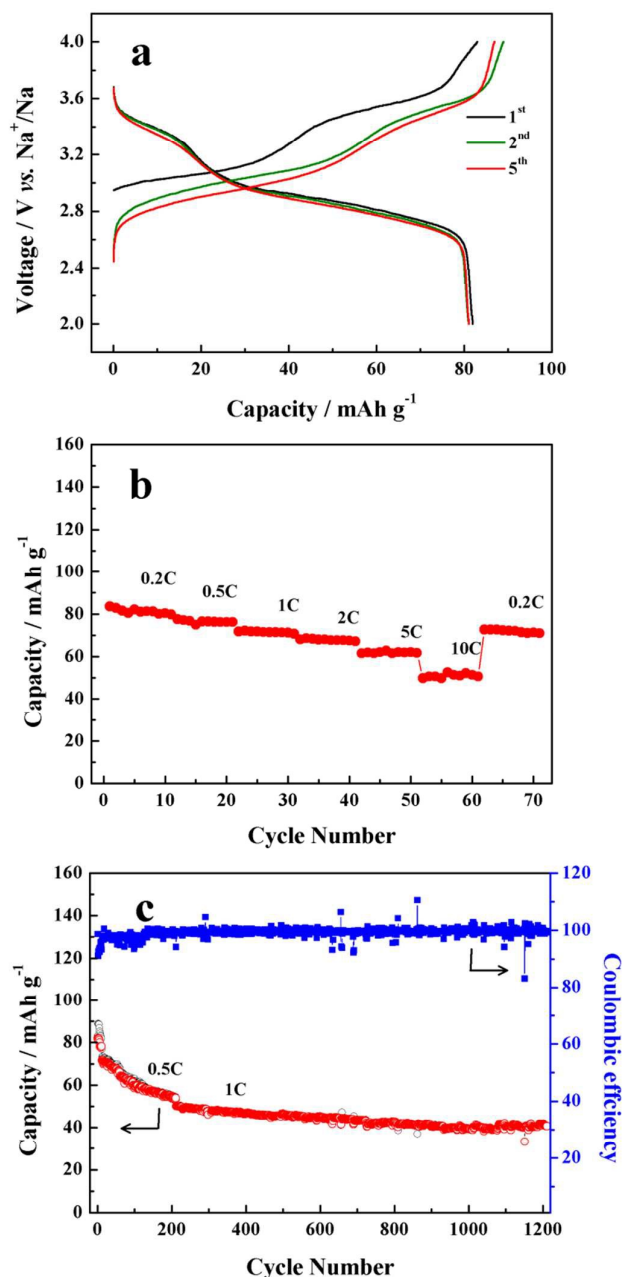 a
4.0
3.6
3.2
2.8
2.4
2.0
Voltage / V vs. Na⁺/Na
1ˢᵗ
2ⁿᵈ
5ᵗʰ
0 20 40 60 80 100
Capacity / mAh g⁻¹
b
160
140
120
100
80
60
40
20
0
Capacity / mAh g⁻¹
0.2C
0.5C
1C
2C
5C
10C
0.2C
0 10 20 30 40 50 60 70
Cycle Number
c
160
140
120
100
80
60
40
20
0
Capacity / mAh g⁻¹
0.5C
1C
120
100
80
60
40
20
Coulombic effciency
0 200 400 600 800 1000 1200
Cycle Number